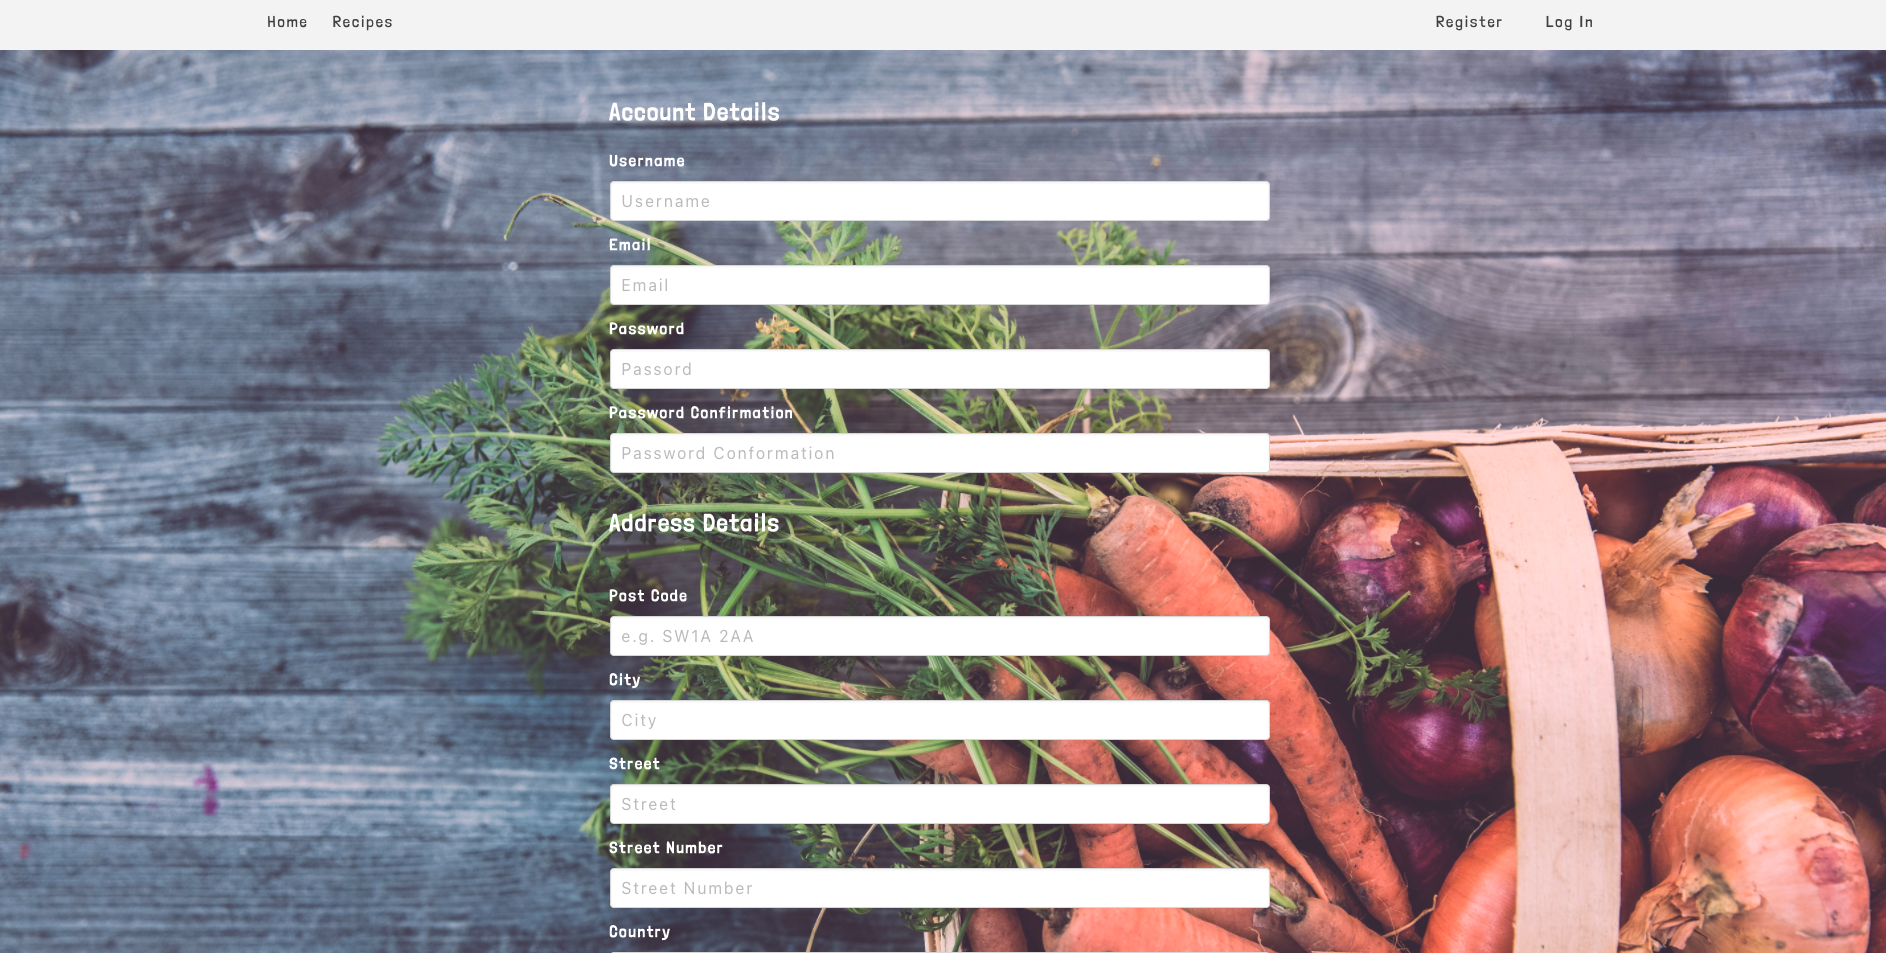 Home Recipes Register Log In
Account Details
Username
Username
Email
Email
Password
Passord
Password Confirmation
Password Conformation
Address Details
Post Code
e.g. SW1A 2AA
City
City
Street
Street
Street Number
Street Number
Country